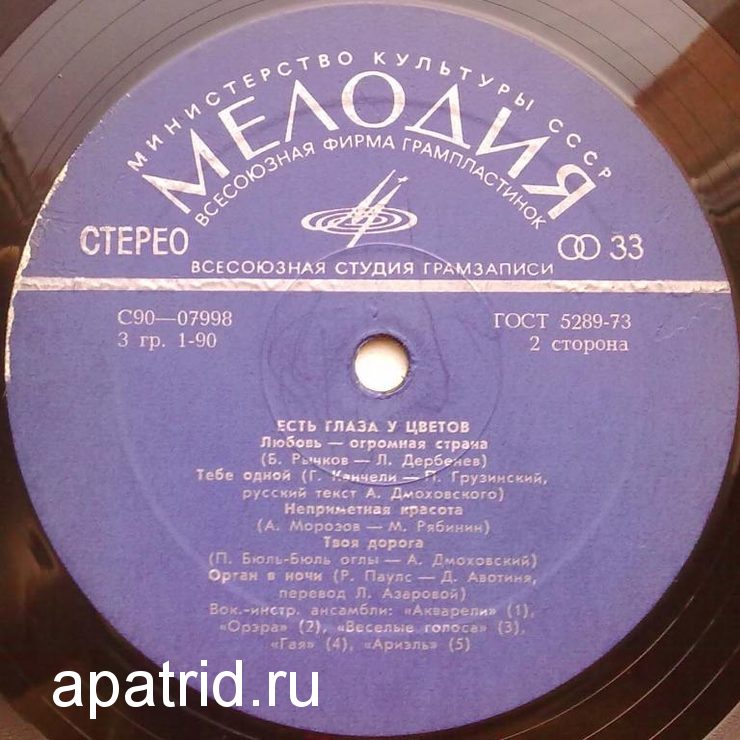 МИНИСТЕРСТВО КУЛЬТУРЫ СССР
МЕЛОДИЯ
ВСЕСОЮЗНАЯ ФИРМА ГРАМПЛАСТИНОК
СТЕРЕО
33
ВСЕСОЮЗНАЯ СТУДИЯ ГРАМЗАПИСИ
С90—07998
ГОСТ 5289-73
3 гр. 1-90
2 сторона
ЕСТЬ ГЛАЗА У ЦВЕТОВ
Любовь — огромная страна
(Б. Рычков — Л. Дербенев)
Тебе одной (Г. Канчели — П. Грузинский,
русский текст А. Дмоховского)
Неприметная красота
(А. Морозов — М. Рябинин)
Твоя дорога
(П. Бюль-Бюль оглы — А. Дмоховский)
Орган в ночи (Р. Паулс — Д. Авотиня,
перевод Л. Азаровой)
Вок.-инстр. ансамбли: «Акварели» (1),
«Орэра» (2), «Веселые голоса» (3),
«Гая» (4), «Ариэль» (5)
apatrid.ru